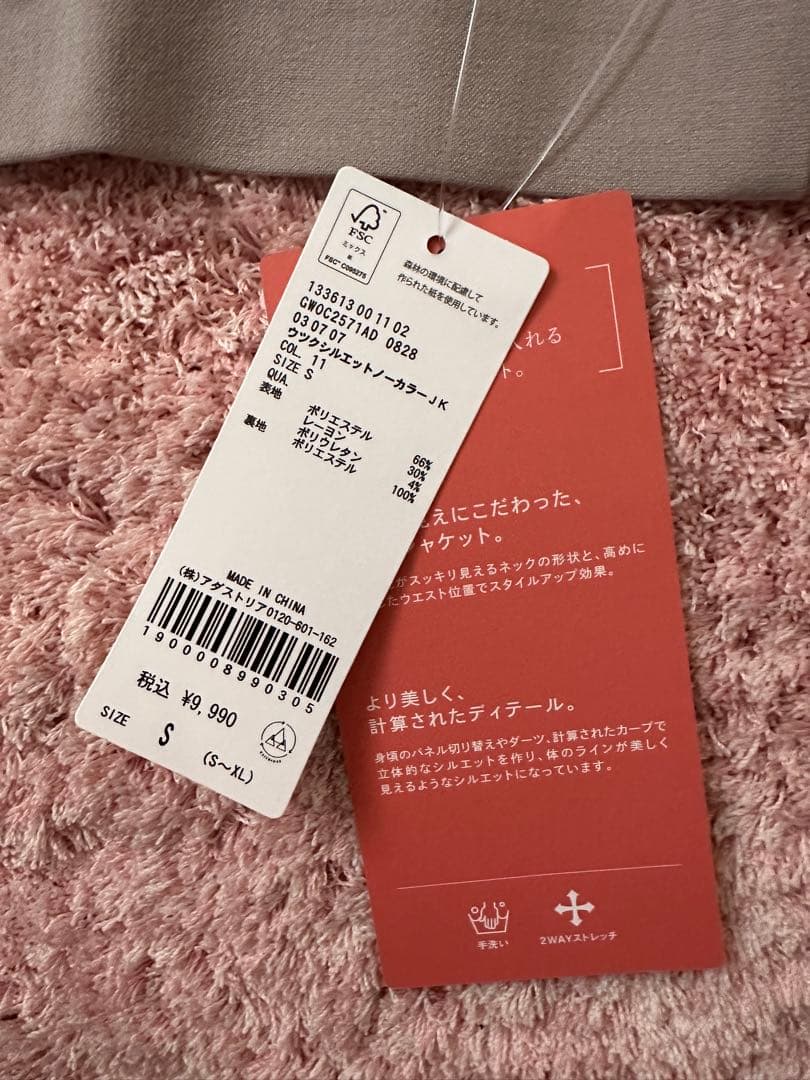 FSC
ミックス
紙
FSC™ C095275
森林の環境に配慮して
作られた紙を使用しています。
133613 00 11 02
GWOC2571AD 0828
03 07 07
ウツクシルエットノーカラーJK
COL. 11
SIZE S
QUA.
表地 ポリエステル 66%
レーヨン 30%
ポリウレタン 4%
裏地 ポリエステル 100%
MADE IN CHINA
(株)アダストリア0120-601-162
1900008990305
税込 ¥9,990
SIZE S (S〜XL)
入れる
ト。
えにこだわった、
ャケット。
がスッキリ見えるネックの形状と、高めに
たウエスト位置でスタイルアップ効果。
より美しく、
計算されたディテール。
身頃のパネル切り替えやダーツ、計算されたカーブで
立体的なシルエットを作り、体のラインが美しく
見えるようなシルエットになっています。
手洗い
2WAYストレッチ